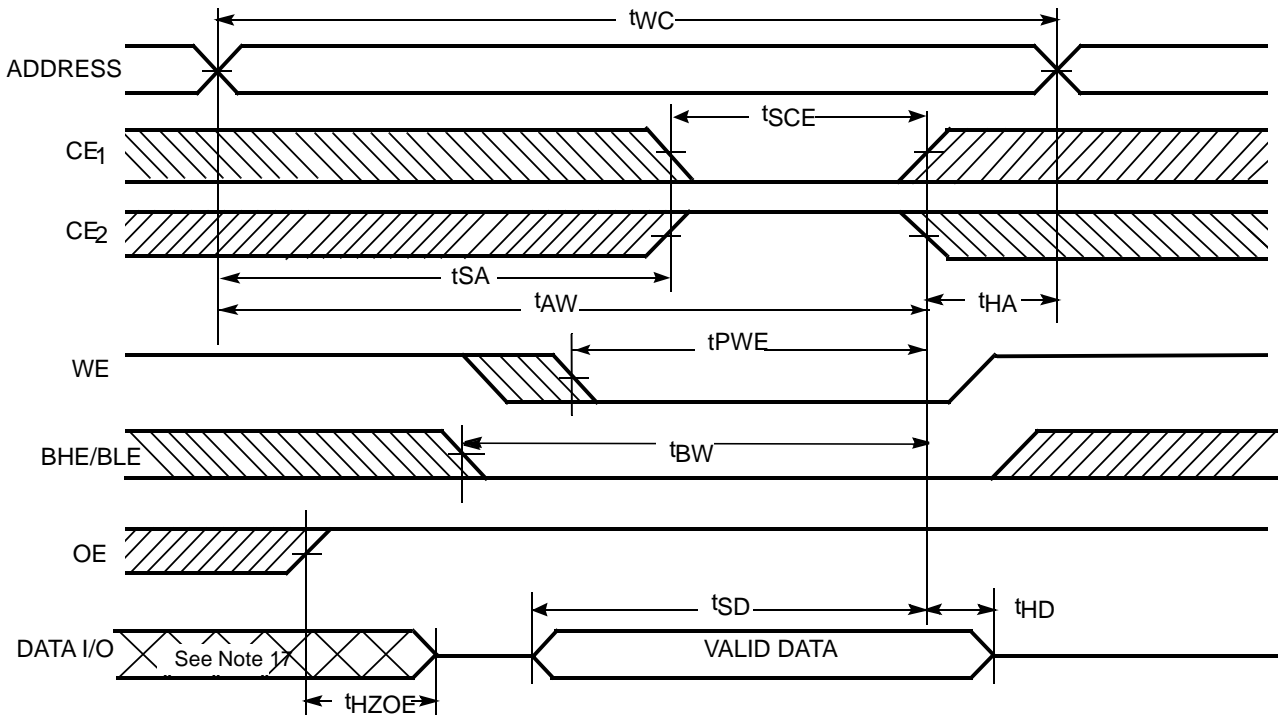 tWC
ADDRESS
tSCE
CE1
CE2
tSA
tAW
tHA
tPWE
WE
tBW
BHE/BLE
OE
tSD
tHD
DATA I/O
See Note 17
VALID DATA
tHZOE